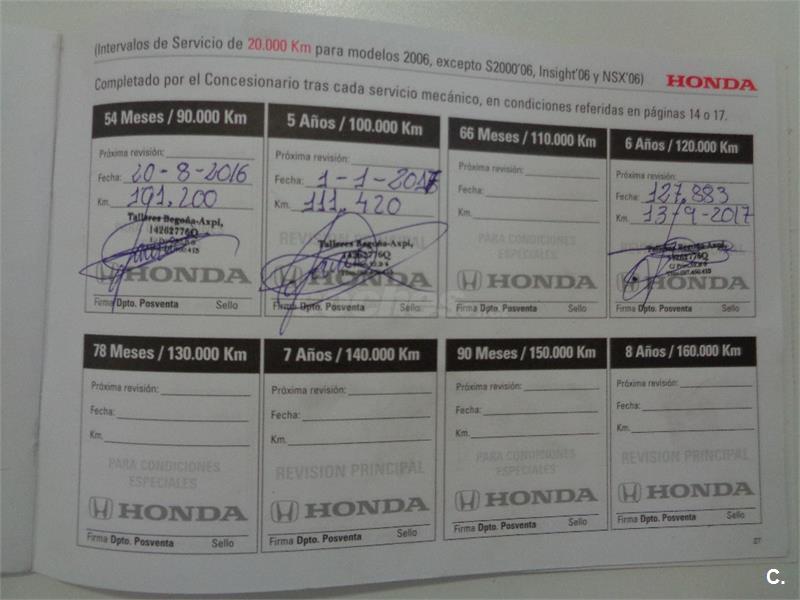 (Intervalos de Servicio de 20.000 Km para modelos 2006, excepto S2000'06, Insight'06 y NSX'06)
HONDA
Completado por el Concesionario tras cada servicio mecánico, en condiciones referidas en páginas 14 o 17.
54 Meses / 90.000 Km
Próxima revisión:
Fecha: 20-8-2016
Km. 191.200
Talleres Begoña-Axpi,
14262776Q
HONDA
Firma Dpto. Posventa Sello
5 Años / 100.000 Km
Próxima revisión:
Fecha: 1-1-2017
Km. 111.420
REVISION PRINCIPAL
Talleres Begoña-Axpi,
14262776Q
HONDA
Firma Dpto. Posventa Sello
66 Meses / 110.000 Km
Próxima revisión:
Fecha:
Km.
PARA CONDICIONES
ESPECIALES
HONDA
Firma Dpto. Posventa Sello
6 Años / 120.000 Km
Próxima revisión:
Fecha: 127.883
Km. 13/9-2017
Talleres Begoña-Axpi,
14262776Q
HONDA
Firma Dpto. Posventa Sello
78 Meses / 130.000 Km
Próxima revisión:
Fecha:
Km.
PARA CONDICIONES
ESPECIALES
HONDA
Firma Dpto. Posventa Sello
7 Años / 140.000 Km
Próxima revisión:
Fecha:
Km.
REVISION PRINCIPAL
HONDA
Firma Dpto. Posventa Sello
90 Meses / 150.000 Km
Próxima revisión:
Fecha:
Km.
PARA CONDICIONES
ESPECIALES
HONDA
Firma Dpto. Posventa Sello
8 Años / 160.000 Km
Próxima revisión:
Fecha:
Km.
REVISION PRINCIPAL
HONDA
Firma Dpto. Posventa Sello
27
C.